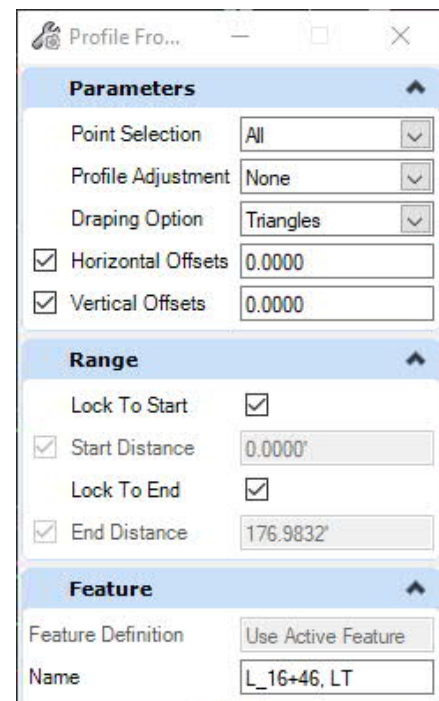 Profile Fro...
Parameters
Point Selection All
Profile Adjustment None
Draping Option Triangles
Horizontal Offsets 0.0000
Vertical Offsets 0.0000
Range
Lock To Start
Start Distance 0.0000'
Lock To End
End Distance 176.9832'
Feature
Feature Definition Use Active Feature
Name L_16+46, LT